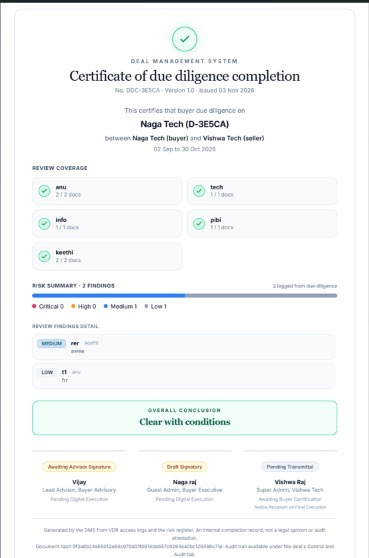 DEAL MANAGEMENT SYSTEM
Certificate of due diligence completion
No. DDC-3E5CA · Version 1.0 · Issued 03 Nov 2026
This certifies that buyer due diligence on
Naga Tech (D-3E5CA)
between Naga Tech (buyer) and Vishwa Tech (seller)
02 Sep to 30 Oct 2026
REVIEW COVERAGE
anu
2 / 2 docs
tech
1 / 1 docs
info
1 / 1 docs
pibi
1 / 1 docs
keethi
2 / 2 docs
RISK SUMMARY · 2 FINDINGS
2 logged from due diligence
Critical 0 High 0 Medium 1 Low 1
REVIEW FINDINGS DETAIL
MEDIUM rer · keethi
LOW t1 · anu
frr
OVERALL CONCLUSION
Clear with conditions
Awaiting Advisor Signature
Vijay
Lead Advisor, Buyer Advisory
Pending Digital Execution
Draft Signatory
Naga raj
Guest Admin, Buyer Executive
Pending Digital Execution
Pending Transmittal
Vishwa Raj
Super Admin, Vishwa Tech
Awaiting Buyer Certification
Notice Recipient on Final Execution
Generated by the DMS from VDR access logs and the risk register. An internal completion record, not a legal opinion or audit
attestation.
Document hash · Audit trail available under the deal's Control and
Audit tab